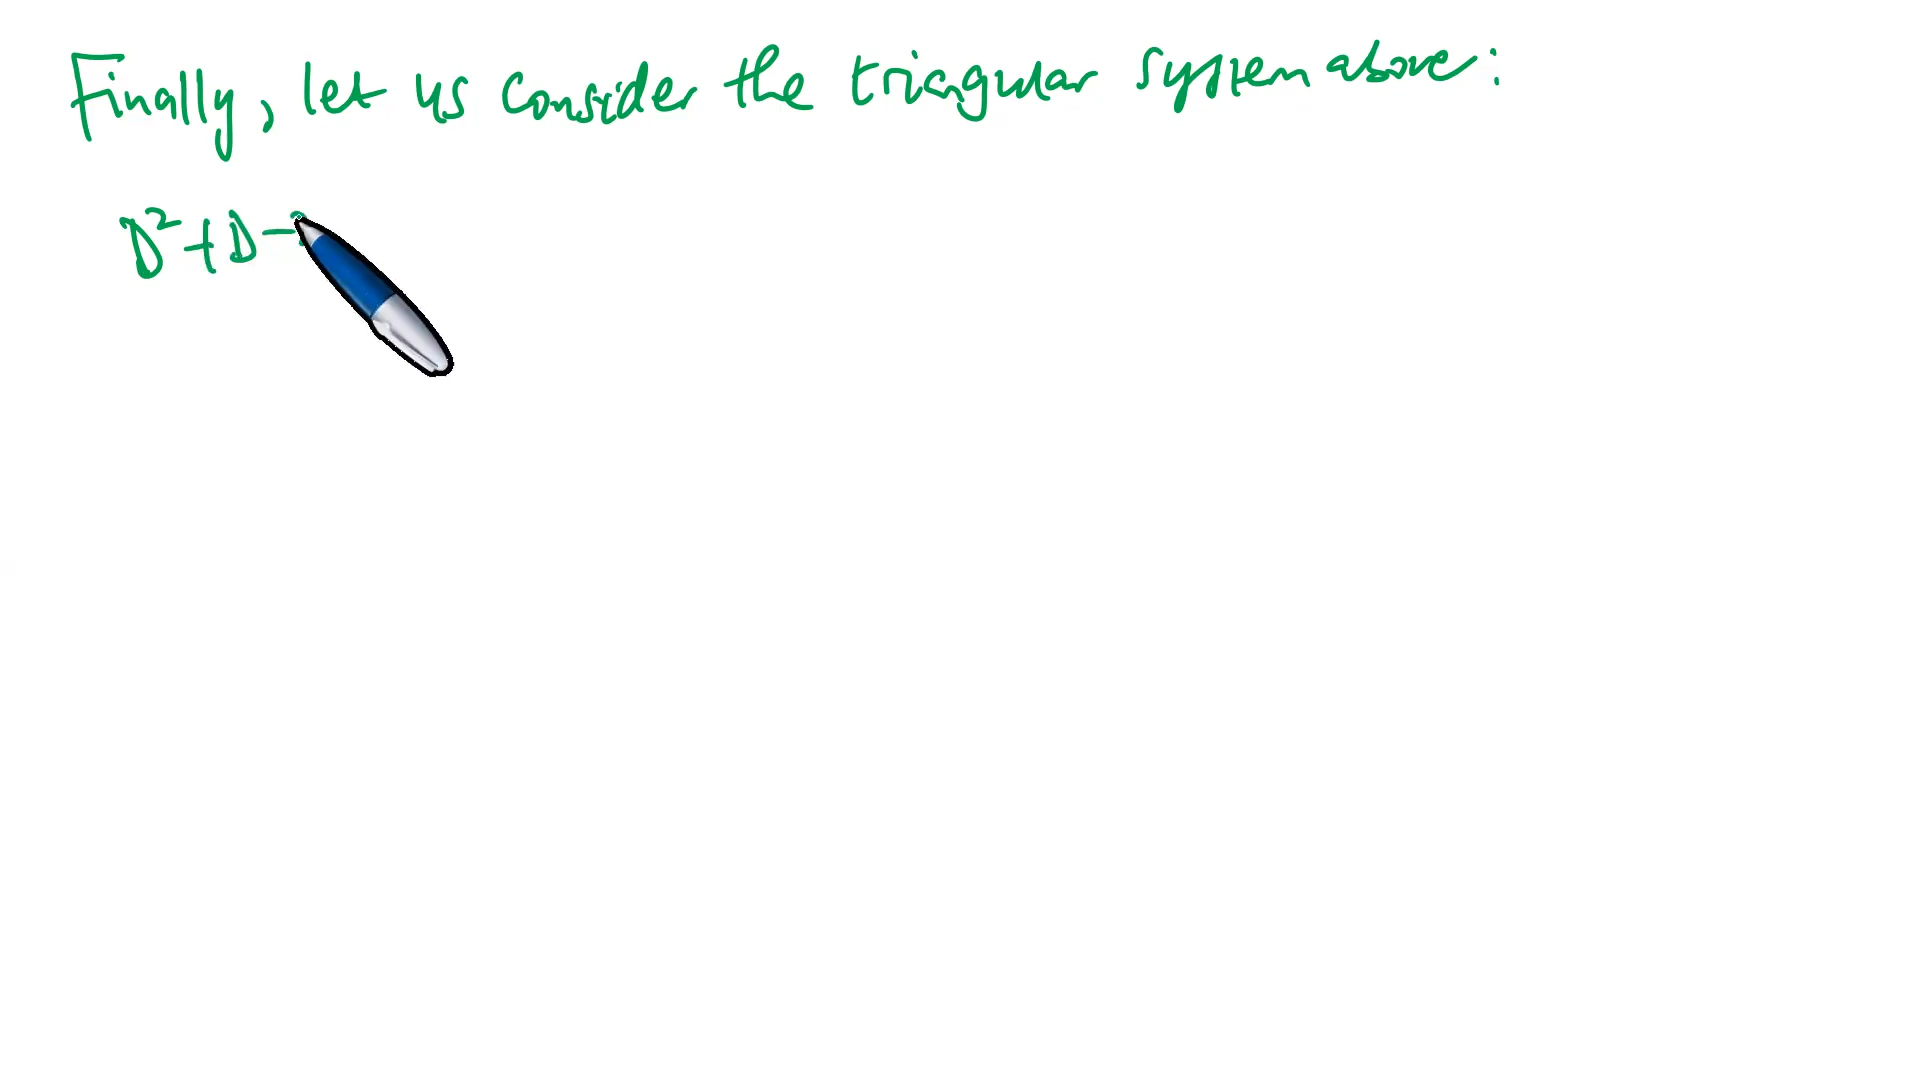 Finally, let us consider the triangular system above:
D²+D-